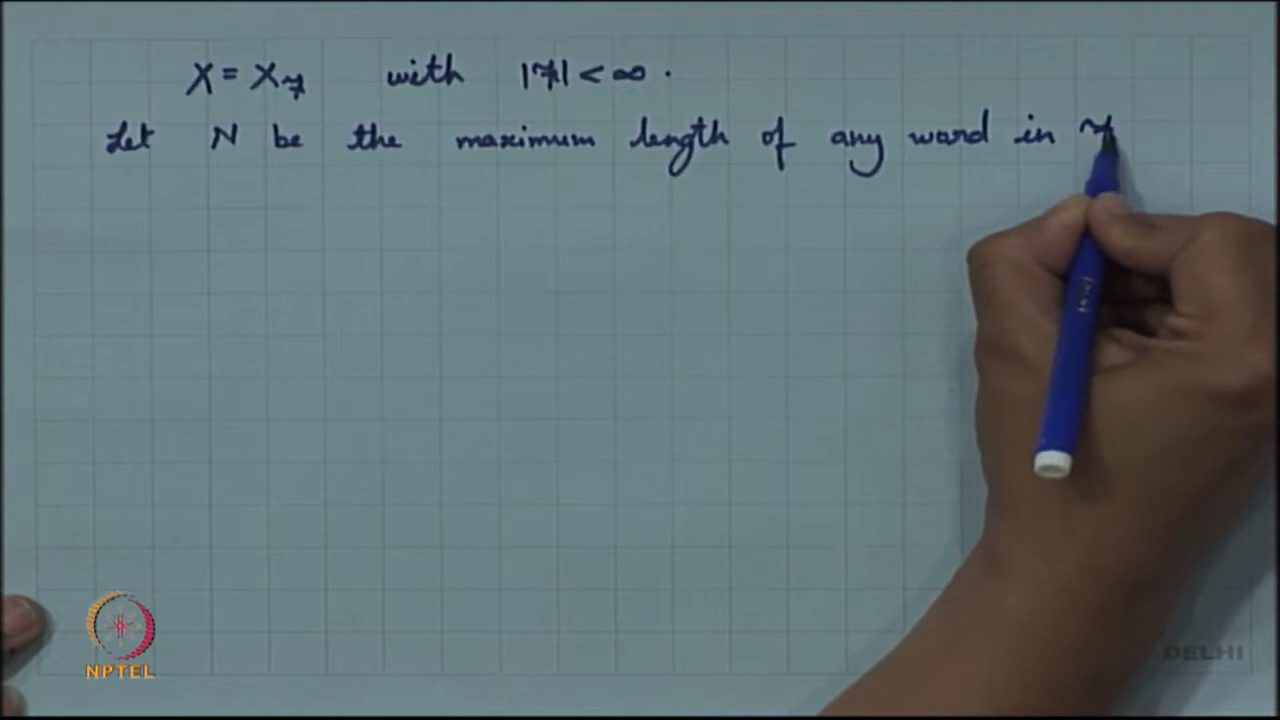 X = X_ℱ with |ℱ| < ∞.
Let N be the maximum length of any word in ℱ
NPTEL
DELHI